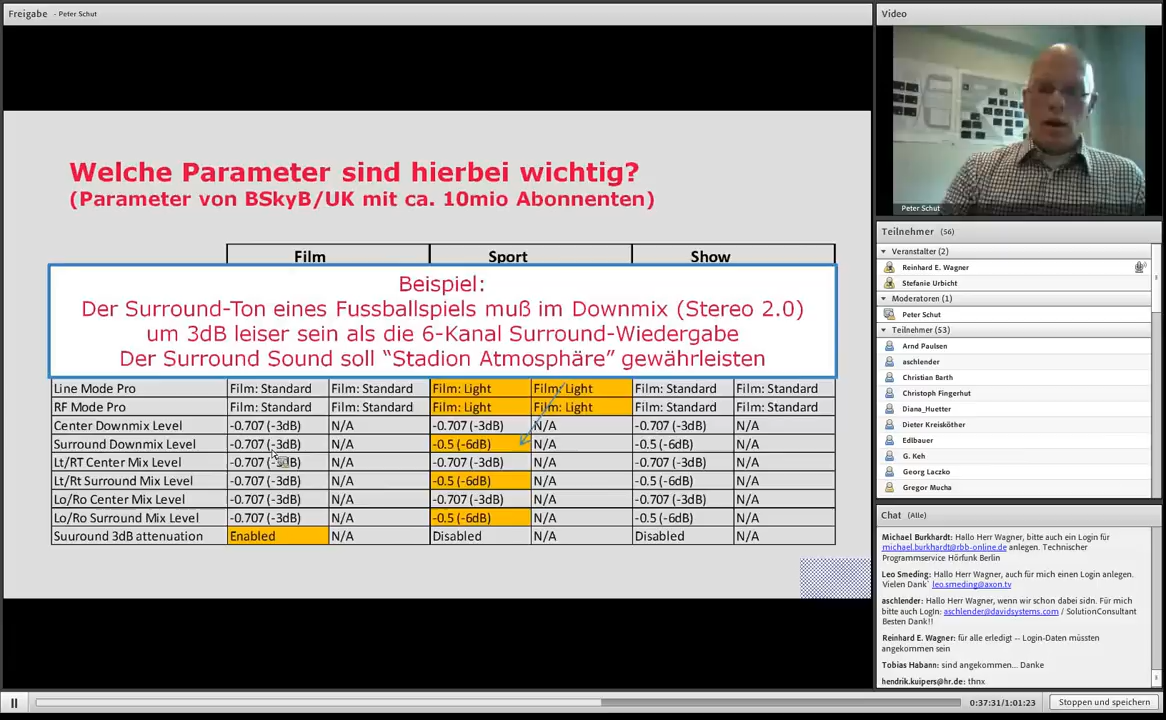 Freigabe - Peter Schut
Welche Parameter sind hierbei wichtig?
(Parameter von BSkyB/UK mit ca. 10mio Abonnenten)
Film Sport Show
Beispiel:
Der Surround-Ton eines Fussballspiels muß im Downmix (Stereo 2.0)
um 3dB leiser sein als die 6-Kanal Surround-Wiedergabe
Der Surround Sound soll “Stadion Atmosphäre” gewährleisten
Line Mode Pro Film: Standard Film: Standard Film: Light Film: Light Film: Standard Film: Standard
RF Mode Pro Film: Standard Film: Standard Film: Light Film: Light Film: Standard Film: Standard
Center Downmix Level -0.707 (-3dB) N/A -0.707 (-3dB) N/A -0.707 (-3dB) N/A
Surround Downmix Level -0.707 (-3dB) N/A -0.5 (-6dB) N/A -0.5 (-6dB) N/A
Lt/RT Center Mix Level -0.707 (-3dB) N/A -0.707 (-3dB) N/A -0.707 (-3dB) N/A
Lt/Rt Surround Mix Level -0.707 (-3dB) N/A -0.5 (-6dB) N/A -0.5 (-6dB) N/A
Lo/Ro Center Mix Level -0.707 (-3dB) N/A -0.707 (-3dB) N/A -0.707 (-3dB) N/A
Lo/Ro Surround Mix Level -0.707 (-3dB) N/A -0.5 (-6dB) N/A -0.5 (-6dB) N/A
Suuround 3dB attenuation Enabled N/A Disabled N/A Disabled N/A
Video
Peter Schut
Teilnehmer (56)
Veranstalter (2)
Reinhard E. Wagner
Stefanie Urbicht
Moderatoren (1)
Peter Schut
Teilnehmer (53)
Arnd Paulsen
aschlender
Christian Barth
Christoph Fingerhut
Diana_Huetter
Dieter Kreisköther
Edlbauer
G. Keh
Georg Laczko
Gregor Mucha
Chat (Alle)
Michael Burkhardt: Hallo Herr Wagner, bitte auch ein Login für
michael.burkhardt@rbb-online.de anlegen. Technischer
Programmservice Hörfunk Berlin
Leo Smeding: Hallo Herr Wagner, auch für mich einen Login anlegen.
Vielen Dank` leo.smeding@axon.tv
aschlender: Hallo Herr Wagner, wenn wir schon dabei sidn. Für mich
bitte auch LogIn: aschlender@davidsystems.com / SolutionConsultant
Besten Dank!!
Reinhard E. Wagner: für alle erledigt -- Login-Daten müssten
angekommen sein
Tobias Habann: sind angekommen... Danke
hendrik.kuipers@hr.de: thnx
0:37:31/1:01:23
Stoppen und speichern